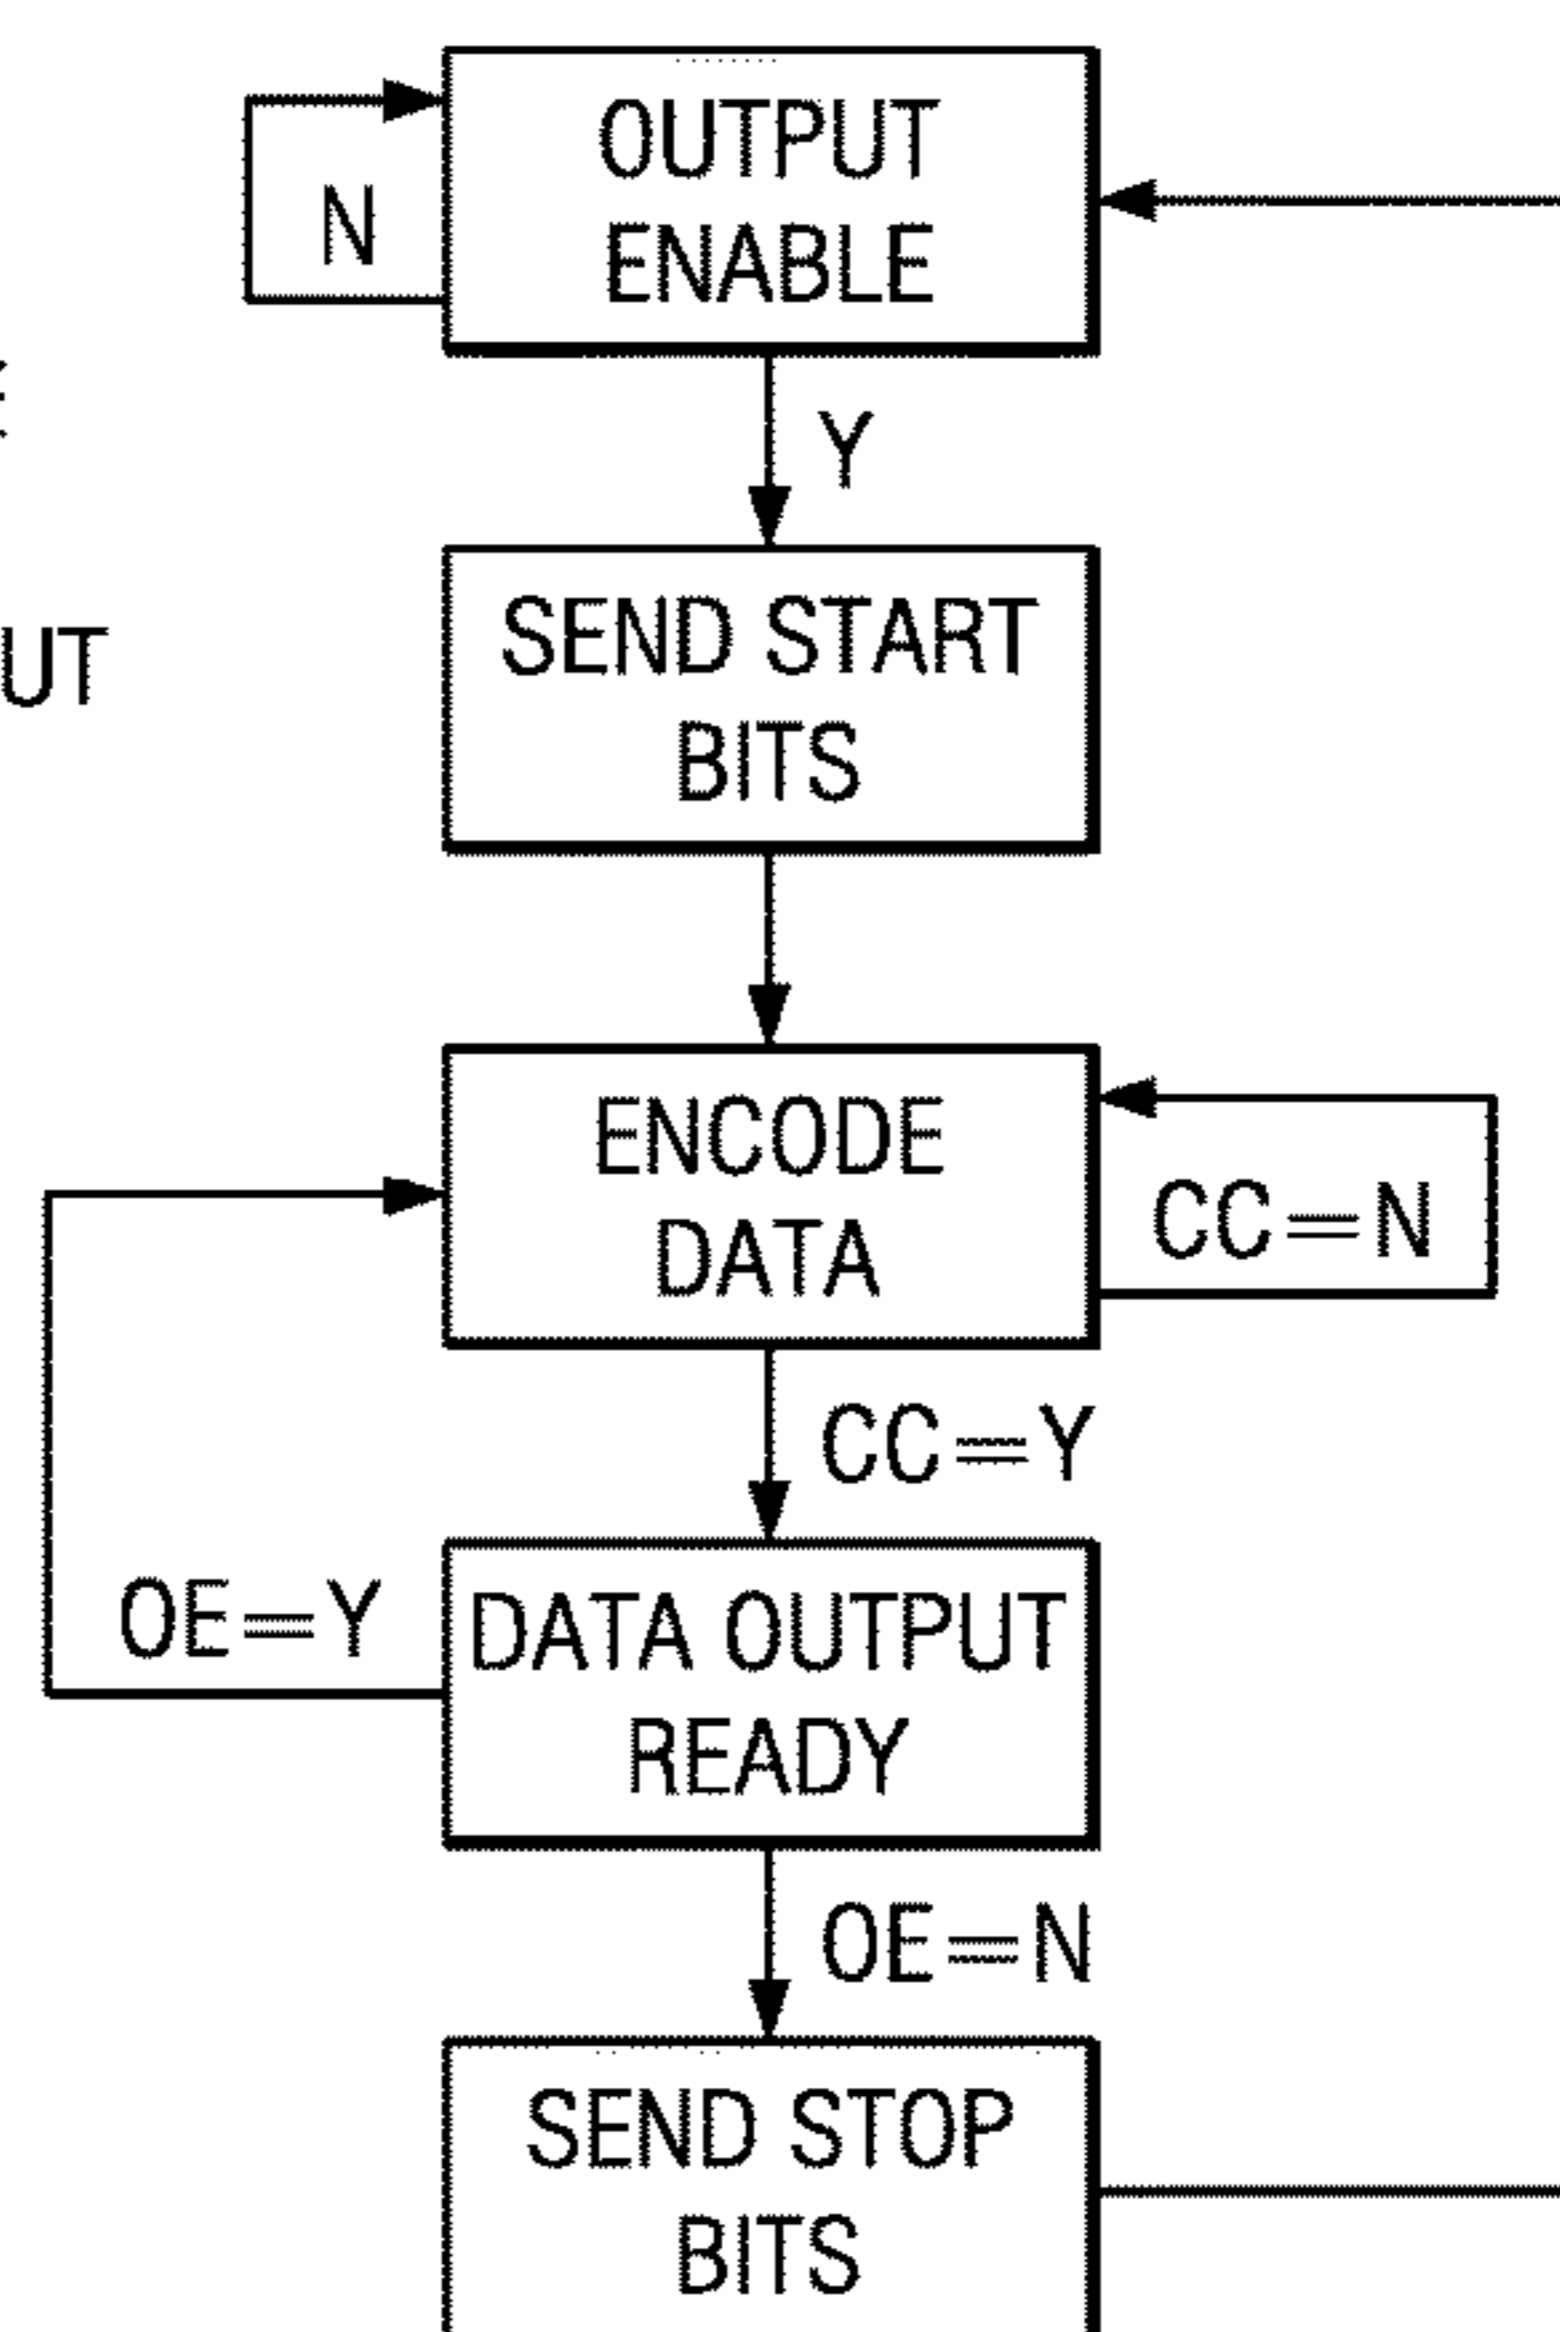 OUTPUT
N
ENABLE
Y
SEND START
UT
BITS
ENCODE
CC=N
DATA
CC=Y
OE=Y
DATA OUTPUT
READY
OE=N
SEND STOP
BITS